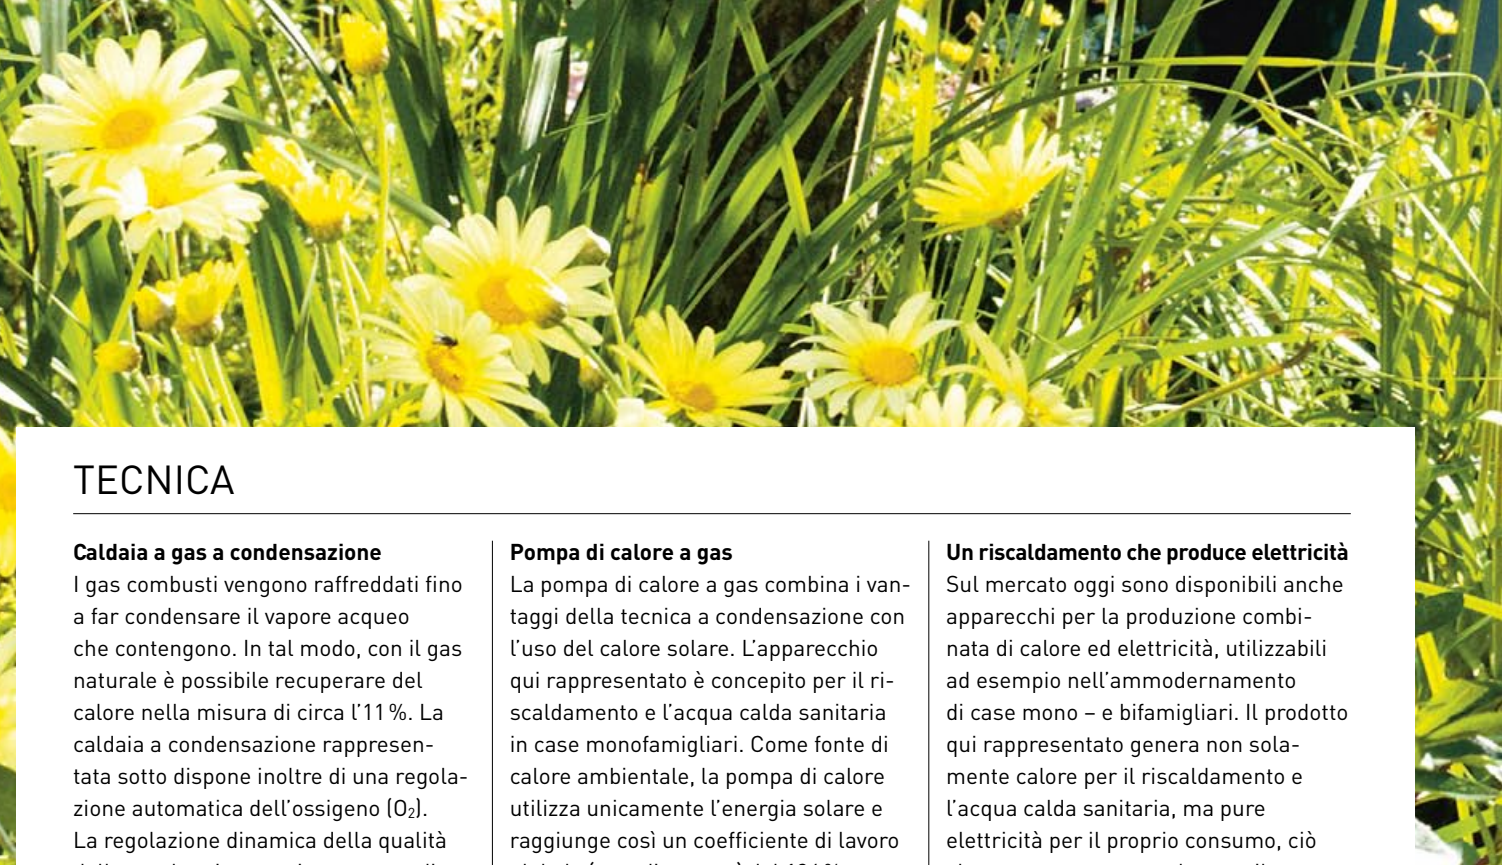 TECNICA
Caldaia a gas a condensazione
I gas combusti vengono raffreddati fino
a far condensare il vapore acqueo
che contengono. In tal modo, con il gas
naturale è possibile recuperare del
calore nella misura di circa l'11 %. La
caldaia a condensazione rappresen-
tata sotto dispone inoltre di una regola-
zione automatica dell'ossigeno (O₂).
La regolazione dinamica della qualità
Pompa di calore a gas
La pompa di calore a gas combina i van-
taggi della tecnica a condensazione con
l'uso del calore solare. L'apparecchio
qui rappresentato è concepito per il ri-
scaldamento e l'acqua calda sanitaria
in case monofamigliari. Come fonte di
calore ambientale, la pompa di calore
utilizza unicamente l'energia solare e
raggiunge così un coefficiente di lavoro
Un riscaldamento che produce elettricità
Sul mercato oggi sono disponibili anche
apparecchi per la produzione combi-
nata di calore ed elettricità, utilizzabili
ad esempio nell'ammodernamento
di case mono – e bifamigliari. Il prodotto
qui rappresentato genera non sola-
mente calore per il riscaldamento e
l'acqua calda sanitaria, ma pure
elettricità per il proprio consumo, ciò